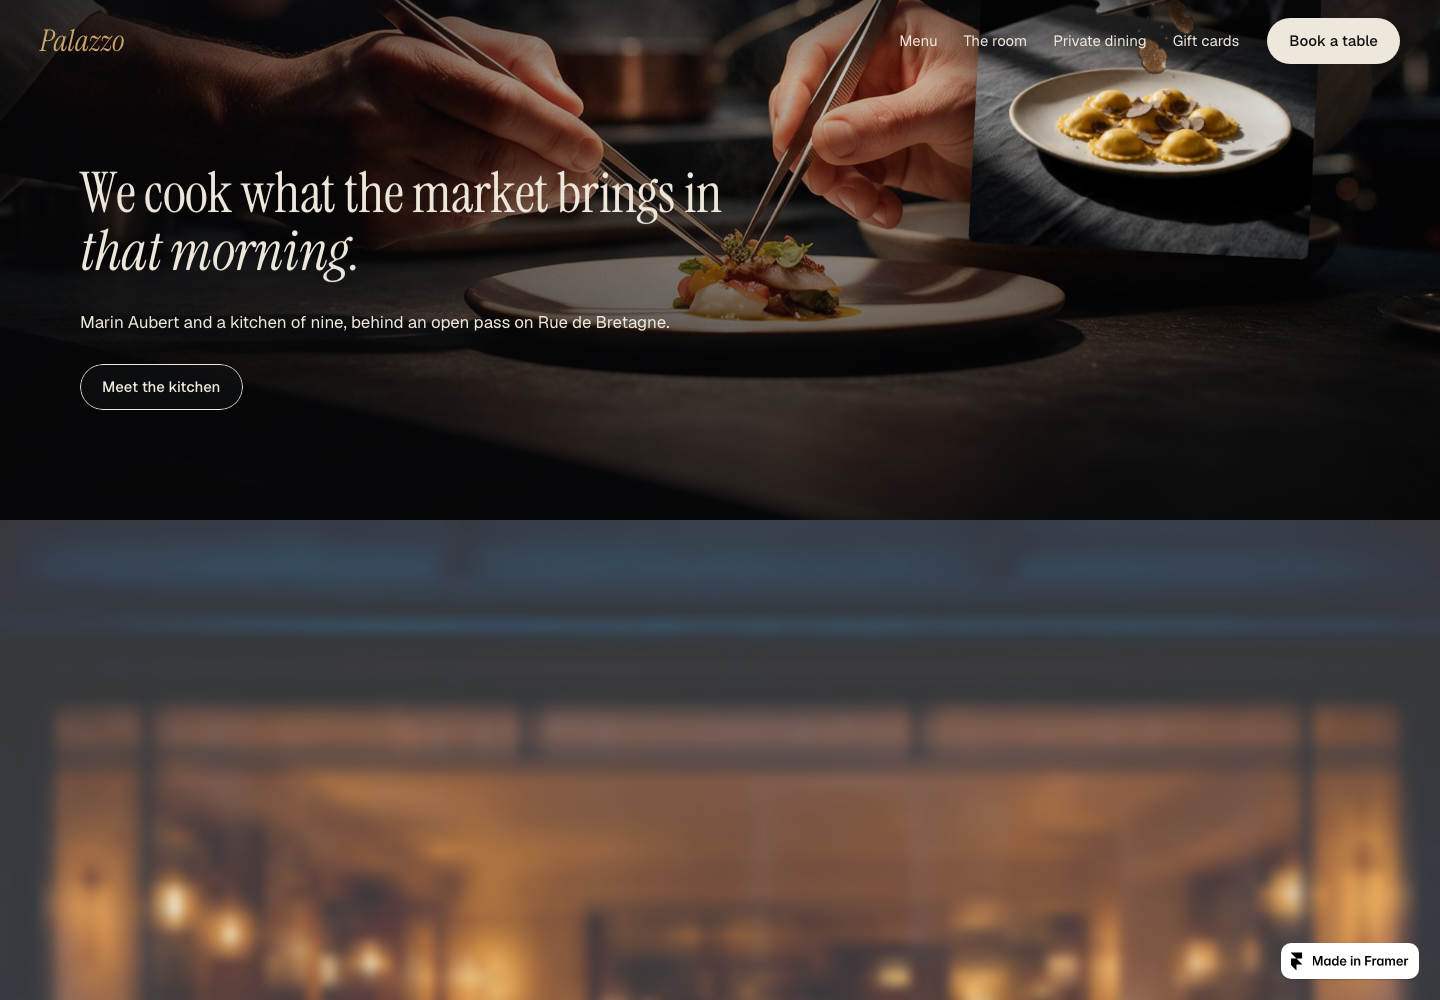 Palazzo
Menu
The room
Private dining
Gift cards
Book a table
We cook what the market brings in
that morning.
Marin Aubert and a kitchen of nine, behind an open pass on Rue de Bretagne.
Meet the kitchen
Made in Framer